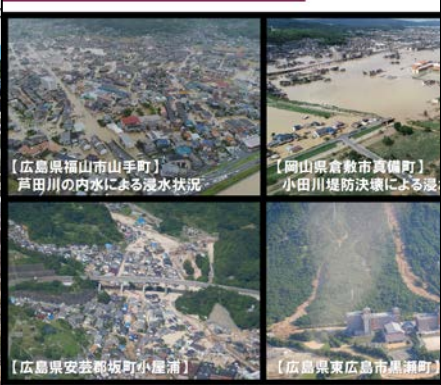 【広島県福山市山手町】
芦田川の内水による浸水状況
【岡山県倉敷市真備町】
小田川堤防決壊による浸
【広島県安芸郡坂町小屋浦】
【広島県東広島市黒瀬町】